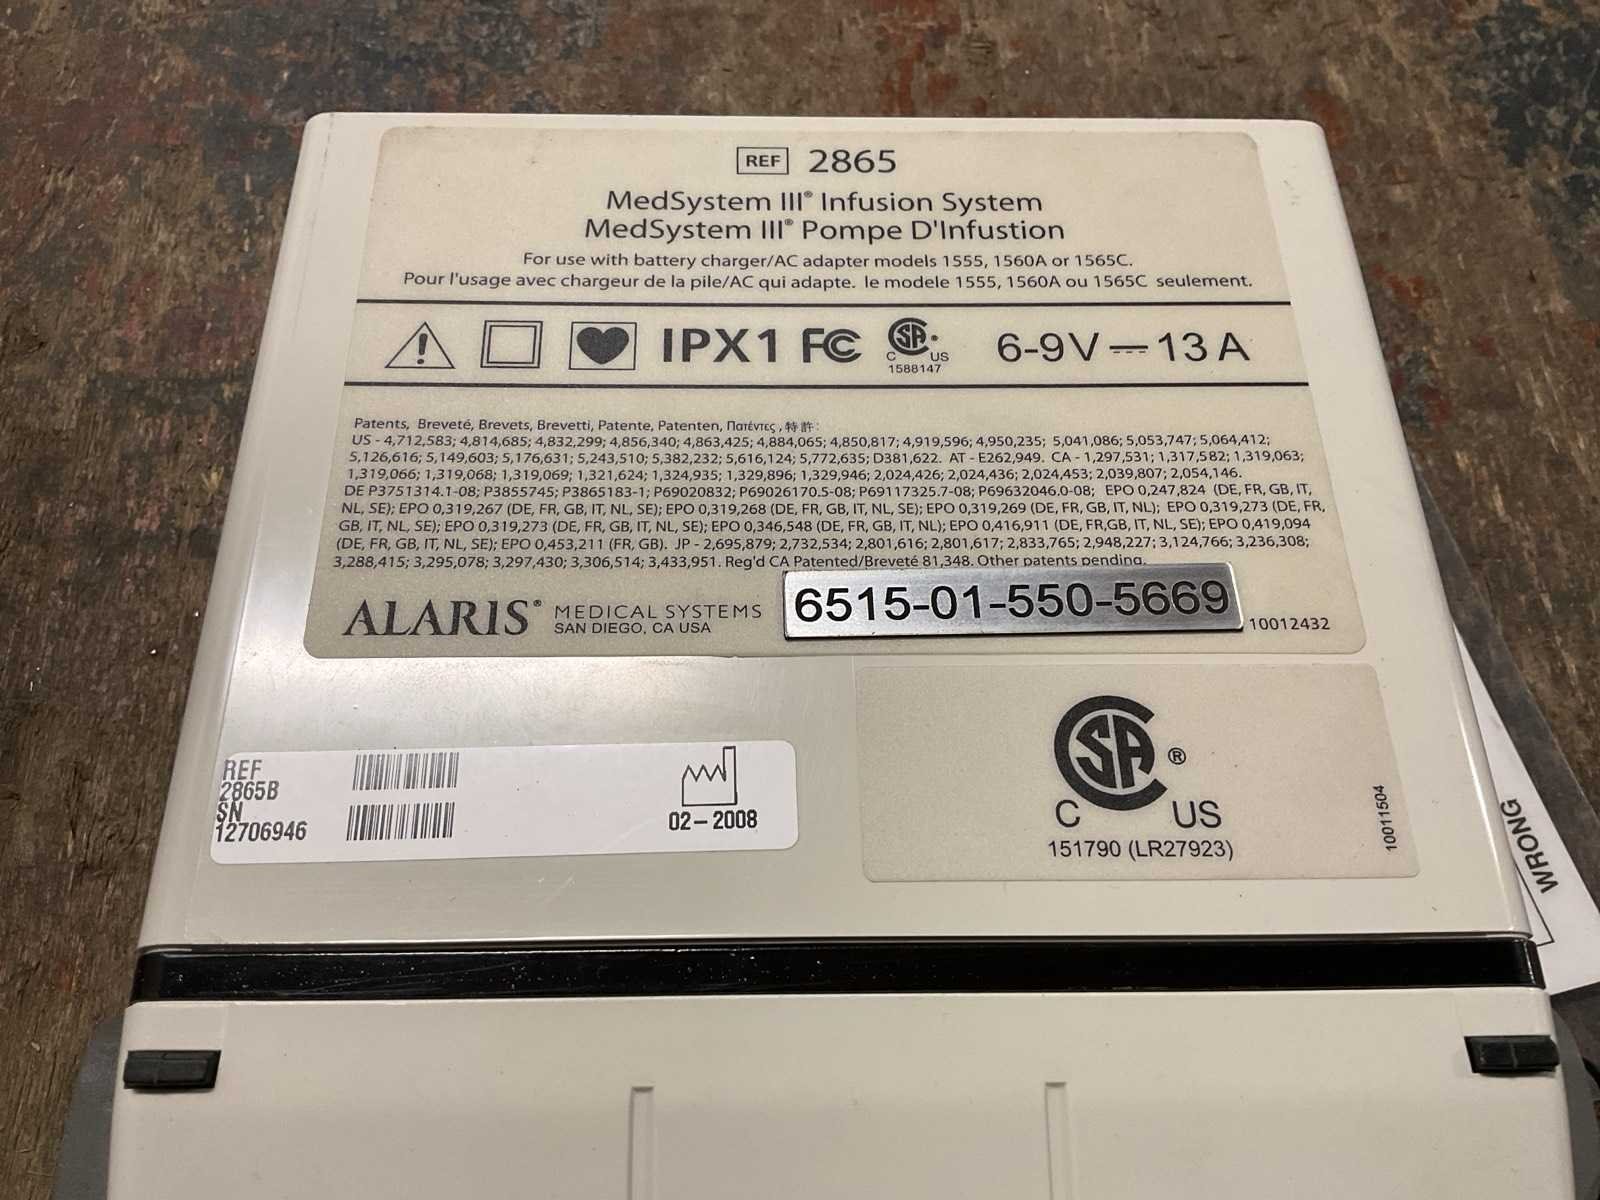 REF 2865
MedSystem III® Infusion System
MedSystem III® Pompe D'Infustion
For use with battery charger/AC adapter models 1555, 1560A or 1565C.
Pour l'usage avec chargeur de la pile/AC qui adapte. le modele 1555, 1560A ou 1565C seulement.
IPX1 FC CSA® C US 1588147 6-9V 13 A
Patents, Breveté, Brevets, Brevetti, Patente, Patenten, Πατέντες , 特許:
US - 4,712,583; 4,814,685; 4,832,299; 4,856,340; 4,863,425; 4,884,065; 4,850,817; 4,919,596; 4,950,235; 5,041,086; 5,053,747; 5,064,412;
5,126,616; 5,149,603; 5,176,631; 5,243,510; 5,382,232; 5,616,124; 5,772,635; D381,622. AT - E262,949. CA - 1,297,531; 1,317,582; 1,319,063;
1,319,066; 1,319,068; 1,319,069; 1,321,624; 1,324,935; 1,329,896; 1,329,946; 2,024,426; 2,024,436; 2,024,453; 2,039,807; 2,054,146.
DE P3751314.1-08; P3855745; P3865183-1; P69020832; P69026170.5-08; P69117325.7-08; P69632046.0-08; EPO 0,247,824 (DE, FR, GB, IT,
NL, SE); EPO 0,319,267 (DE, FR, GB, IT, NL, SE); EPO 0,319,268 (DE, FR, GB, IT, NL, SE); EPO 0,319,269 (DE, FR, GB, IT, NL); EPO 0,319,273 (DE, FR,
GB, IT, NL, SE); EPO 0,319,273 (DE, FR, GB, IT, NL, SE); EPO 0,346,548 (DE, FR, GB, IT, NL); EPO 0,416,911 (DE, FR,GB, IT, NL, SE); EPO 0,419,094
(DE, FR, GB, IT, NL, SE); EPO 0,453,211 (FR, GB). JP - 2,695,879; 2,732,534; 2,801,616; 2,801,617; 2,833,765; 2,948,227; 3,124,766; 3,236,308;
3,288,415; 3,295,078; 3,297,430; 3,306,514; 3,433,951. Reg'd CA Patented/Breveté 81,348. Other patents pending.
ALARIS® MEDICAL SYSTEMS
SAN DIEGO, CA USA
6515-01-550-5669
10012432
REF
2865B
SN
12706946
02-2008
CSA®
C US
151790 (LR27923)
10011504
WRONG